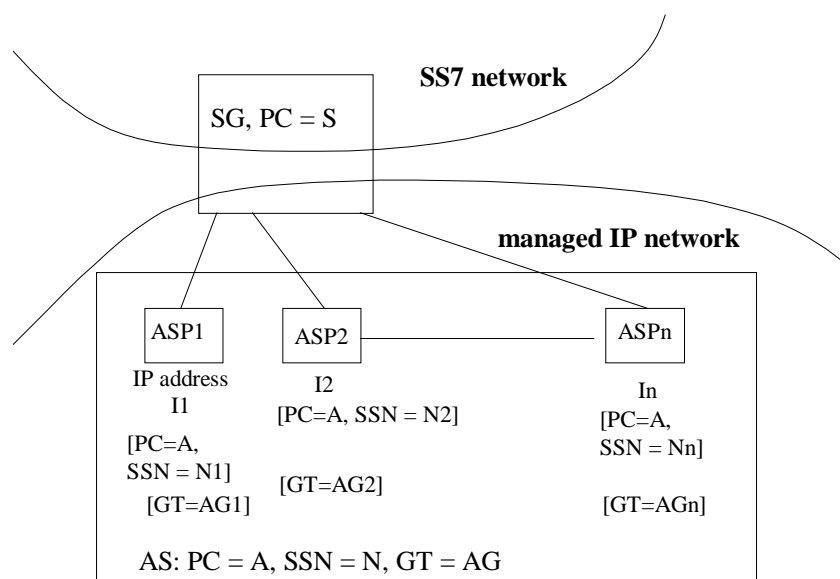 SS7 network
SG, PC = S
managed IP network
ASP1
ASP2
ASPn
IP address
I1
I2
In
[PC=A,
SSN = N1]
[PC=A, SSN = N2]
[PC=A,
SSN = Nn]
[GT=AG1]
[GT=AG2]
[GT=AGn]
AS: PC = A, SSN = N, GT = AG